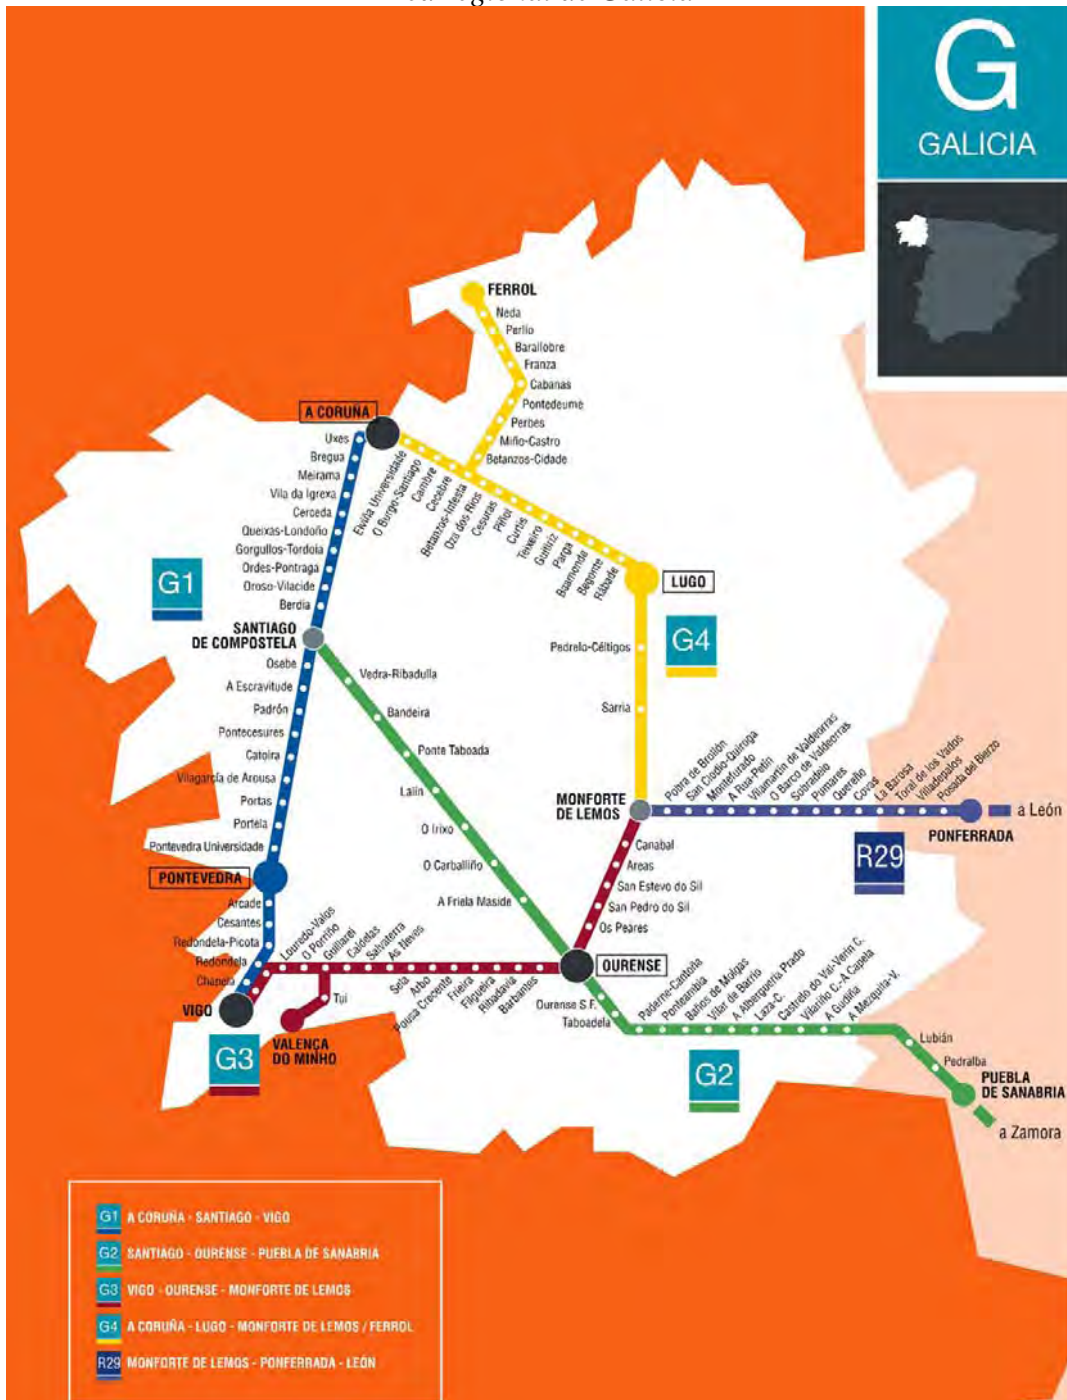 G
GALICIA
FERROL
Neda
Perlío
Barallobre
Franza
Cabanas
Pontedeume
Perbes
Miño-Castro
Betanzos-Cidade
A CORUÑA
Uxes
Bregua
Meirama
Vila da Igrexa
Cerceda
Queixas-Londoño
Gorgullos-Tordoia
Ordes-Pontraga
Oroso-Vilacide
Berdía
Elviña Universidade
O Burgo-Santiago
Cambre
Cecebre
Betanzos-Infesta
Oza dos Ríos
Cesuras
Piñoi
Curtis
Teixeiro
Guitiriz
Parga
Baamonde
Begonte
Rábade
LUGO
G1
G4
SANTIAGO
DE COMPOSTELA
Osebe
A Escravitude
Padrón
Pontecesures
Catoira
Vilagarcía de Arousa
Portas
Portela
Pontevedra Universidade
PONTEVEDRA
Arcade
Cesantes
Redondela-Picota
Redondela
Chapela
VIGO
Vedra-Ribadulla
Bandeira
Ponte Taboada
Lalín
O Irixo
O Carballiño
A Friela Maside
Pedrelo-Céltigos
Sarria
MONFORTE
DE LEMOS
Pobra de Brollón
San Clodio-Quiroga
Montefurado
A Rua-Petín
Vilamartín de Valdeorras
O Barco de Valdeorras
Sobradelo
Pumares
Quereño
Covas
La Barosa
Toral de los Vados
Villadepalos
Posada del Bierzo
PONFERRADA
a León
R29
Canabal
Areas
San Estevo do Sil
San Pedro do Sil
Os Peares
OURENSE
Louredo-Valos
O Porriño
Guillarei
Caldelas
Salvaterra
As Neves
Sela
Arbo
Pousa Crecente
Frieira
Filgueira
Ribadavia
Barbantes
Tui
VALENÇA
DO MINHO
G3
Ourense S.F.
Taboadela
Paderne-Cantoña
Ponteambía
Baños de Molgas
Vilar de Barrio
A Alberguería Prado
Laza-C.
Castrelo do Val-Verín C.
Vilariño C.-A Capela
A Gudiña
A Mezquita-V.
Lubián
Pedralba
PUEBLA
DE SANABRIA
a Zamora
G2
G1 A CORUÑA - SANTIAGO - VIGO
G2 SANTIAGO - OURENSE - PUEBLA DE SANABRIA
G3 VIGO - OURENSE - MONFORTE DE LEMOS
G4 A CORUÑA - LUGO - MONFORTE DE LEMOS / FERROL
R29 MONFORTE DE LEMOS - PONFERRADA - LEÓN